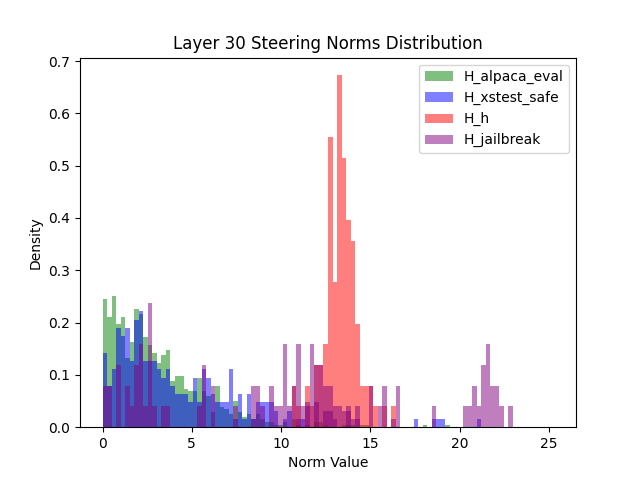 Layer 30 Steering Norms Distribution
H_alpaca_eval
H_xstest_safe
H_h
H_jailbreak
Density
0.7
0.6
0.5
0.4
0.3
0.2
0.1
0.0
0 5 10 15 20 25
Norm Value